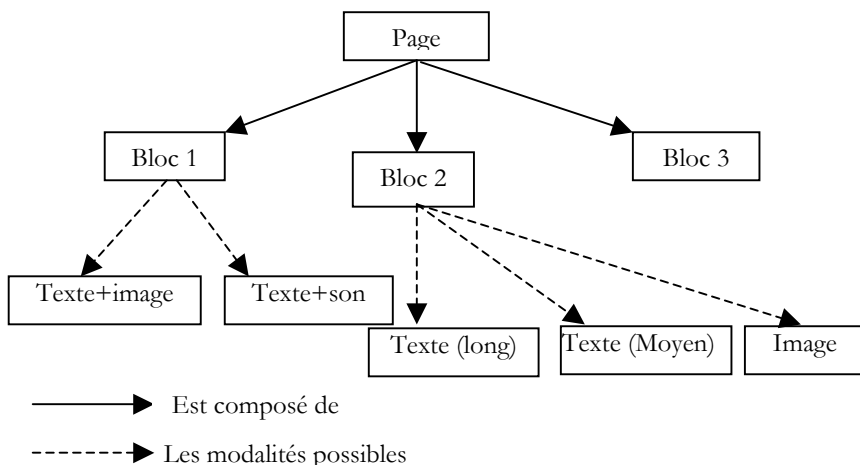 Page
Bloc 1
Bloc 2
Bloc 3
Texte+image
Texte+son
Texte (long)
Texte (Moyen)
Image
Est composé de
Les modalités possibles